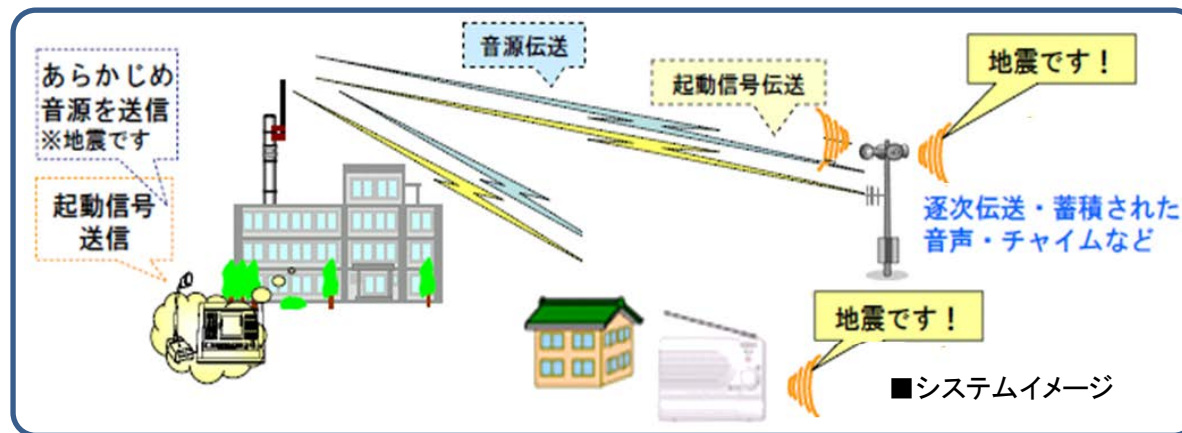 あらかじめ
音源を送信
※地震です
起動信号
送信
音源伝送
起動信号伝送
地震です！
逐次伝送・蓄積された
音声・チャイムなど
地震です！
■システムイメージ